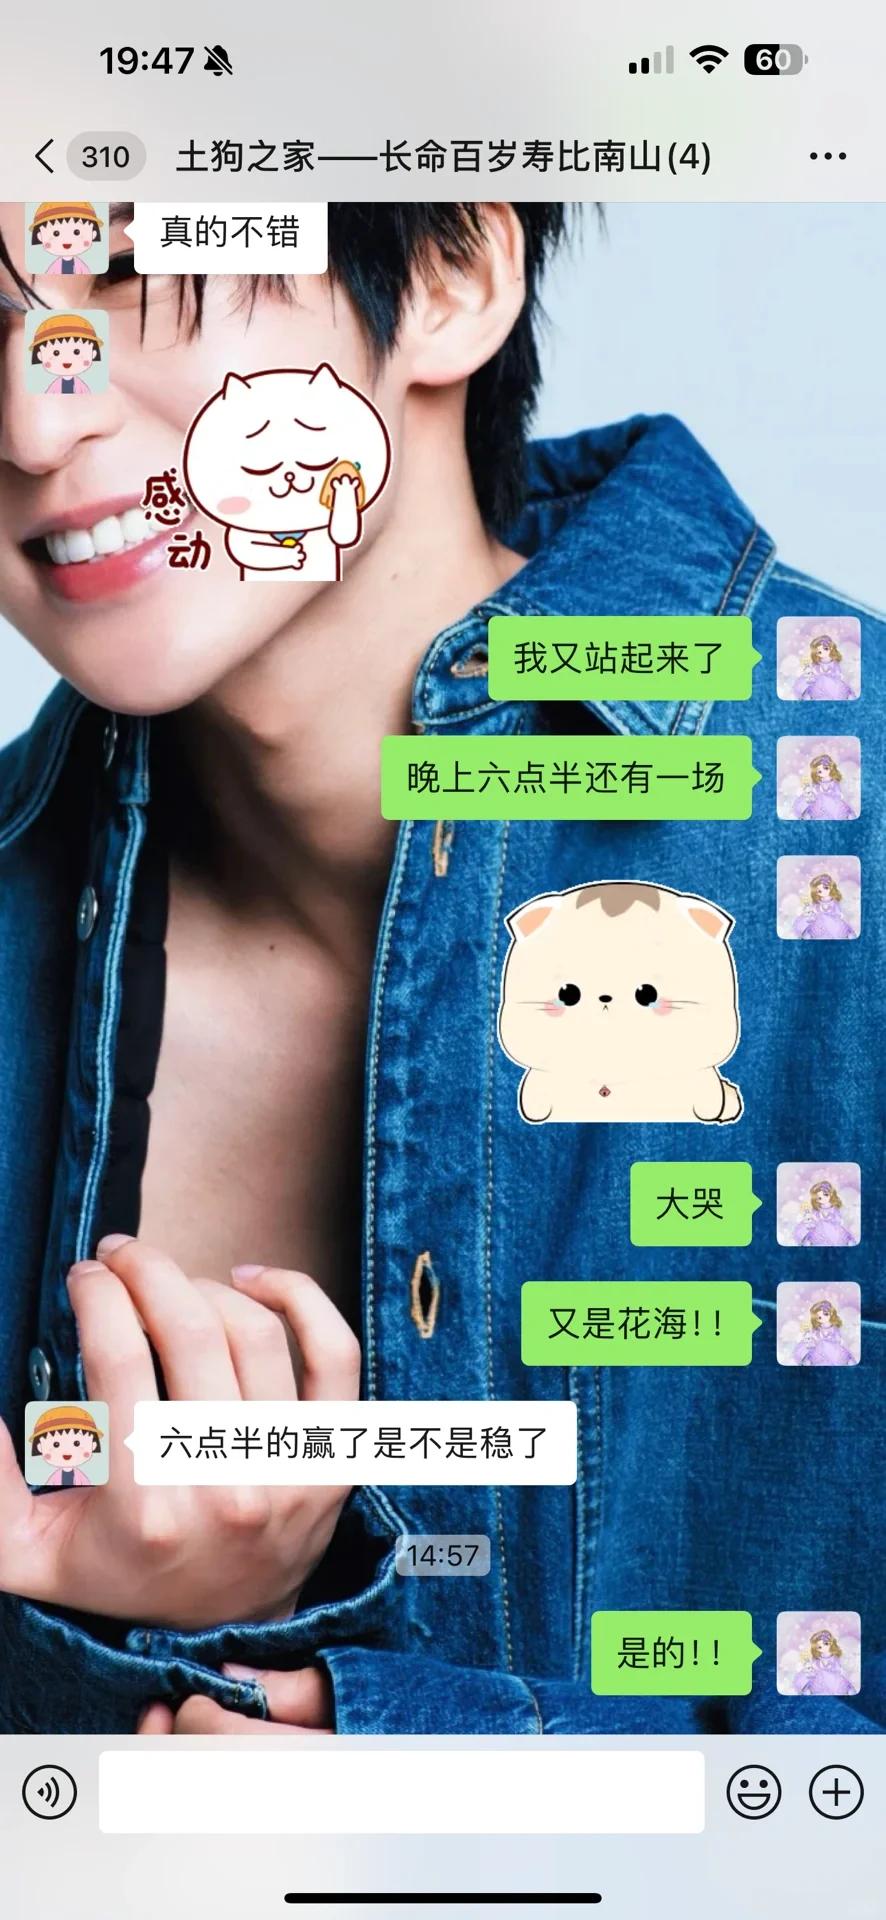 19:47
60
310
土狗之家——长命百岁寿比南山(4)
真的不错
感
动
我又站起来了
晚上六点半还有一场
大哭
又是花海!!
六点半的赢了是不是稳了
14:57
是的!!